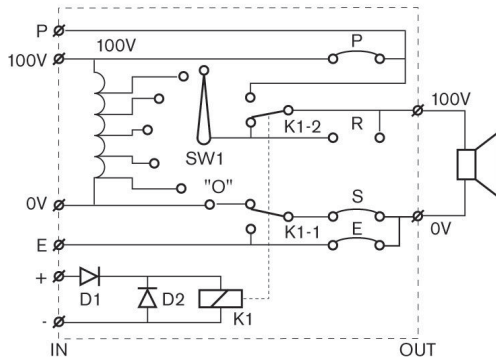 P
P
100V
100V
100V
K1-2
R
SW1
"O"
0V
S
K1-1
E
0V
E
+
D1
D2
K1
-
IN
OUT